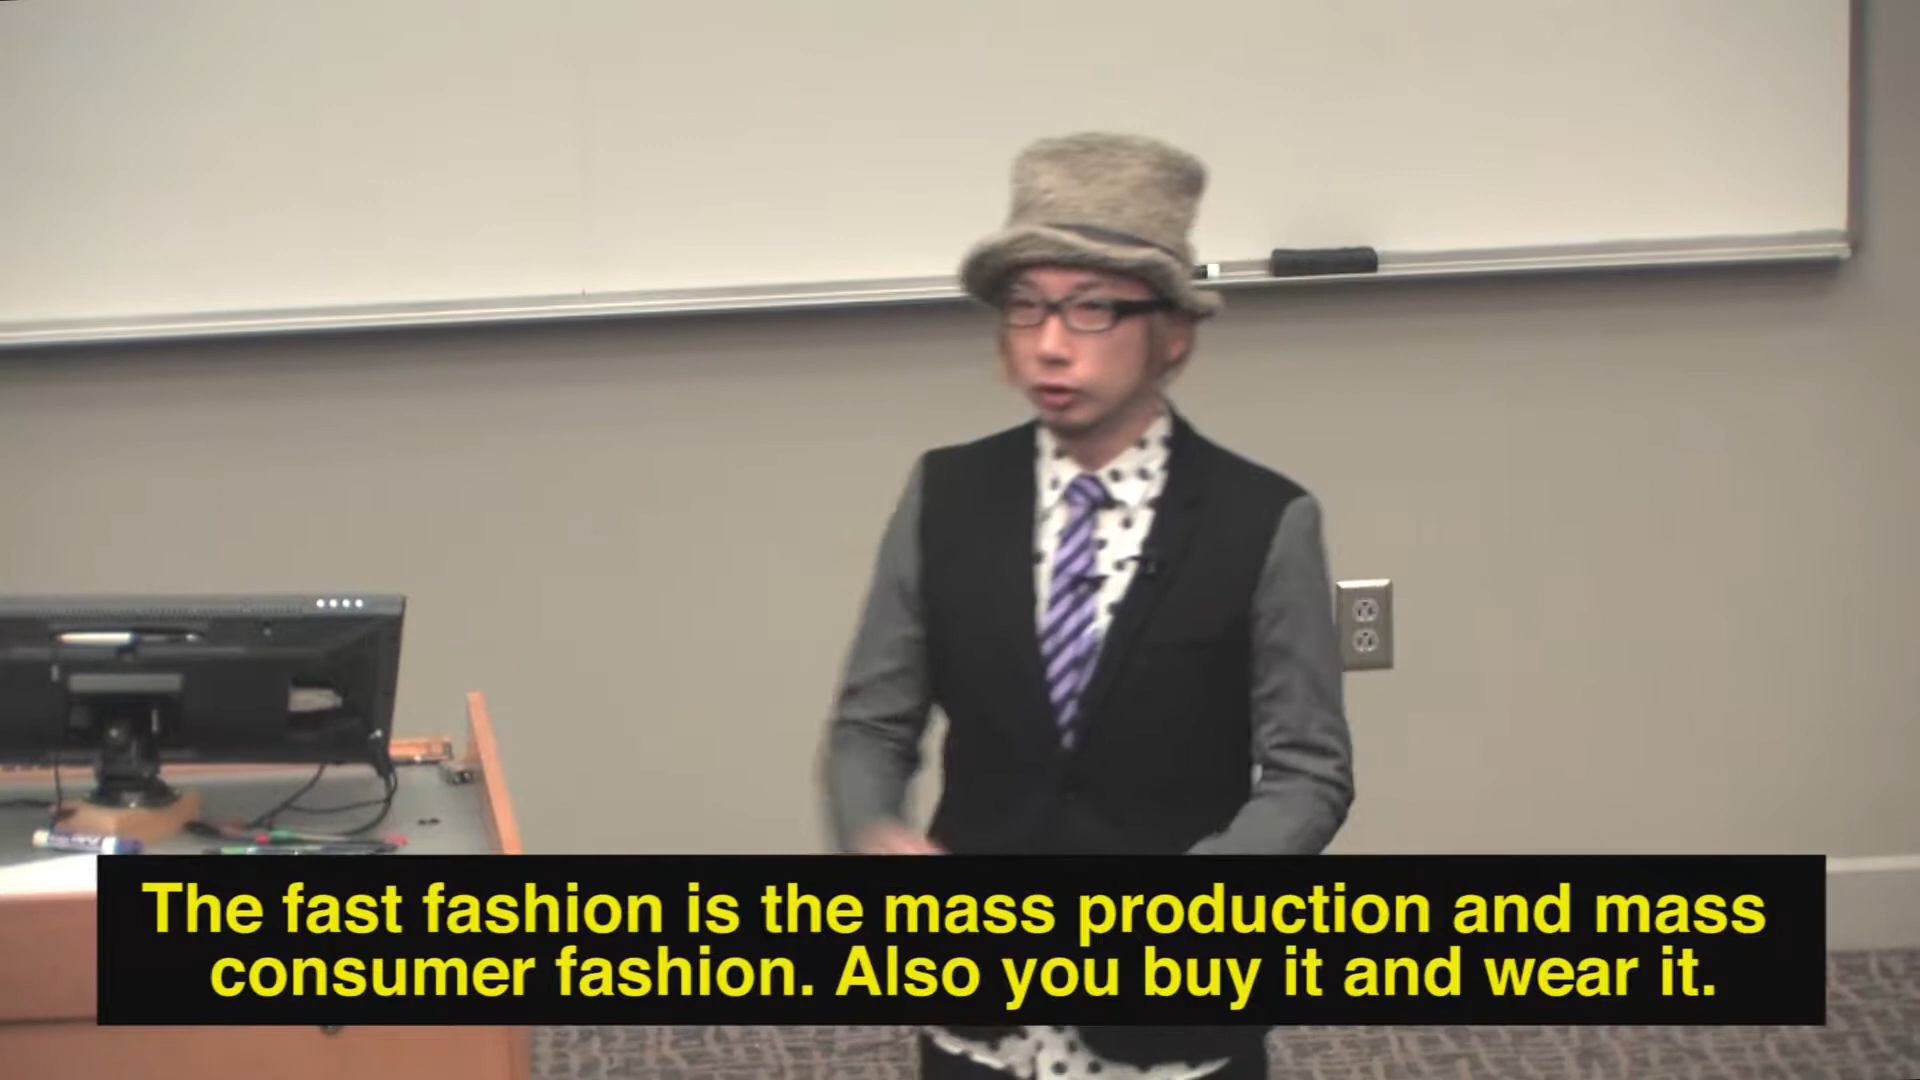 The fast fashion is the mass production and mass
consumer fashion. Also you buy it and wear it.